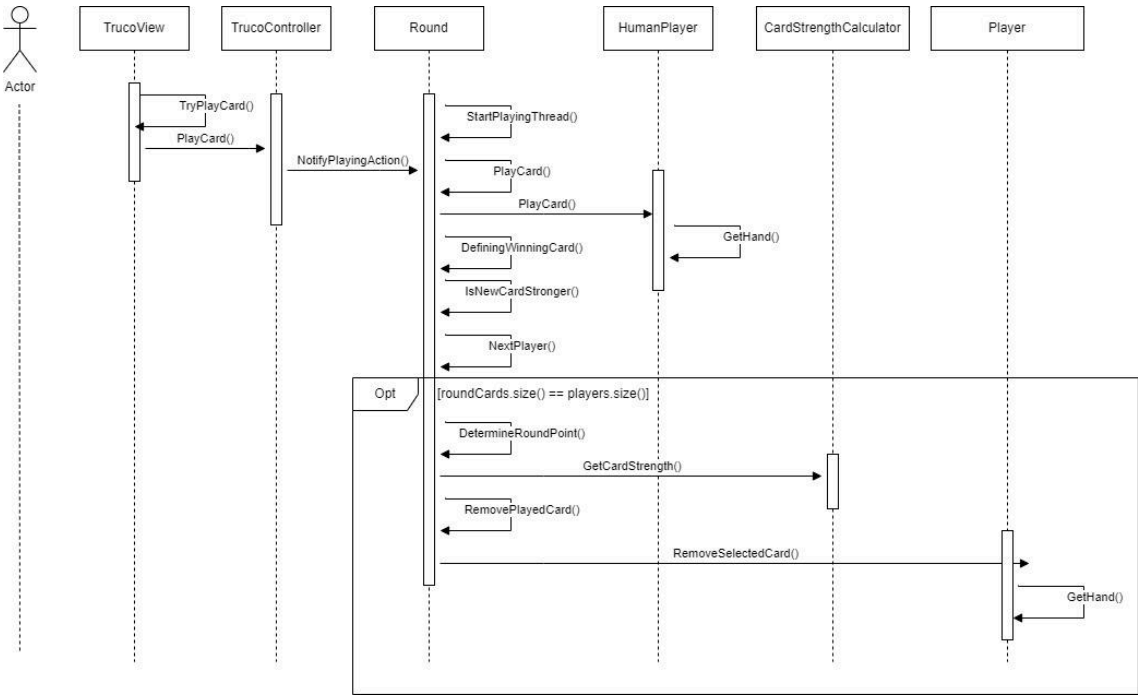 TrucoView
TrucoController
Round
HumanPlayer
CardStrengthCalculator
Player
Actor
TryPlayCard()
PlayCard()
NotifyPlayingAction()
StartPlayingThread()
PlayCard()
PlayCard()
GetHand()
DefiningWinningCard()
IsNewCardStronger()
NextPlayer()
Opt
[roundCards.size() == players.size()]
DetermineRoundPoint()
GetCardStrength()
RemovePlayedCard()
RemoveSelectedCard()
GetHand()